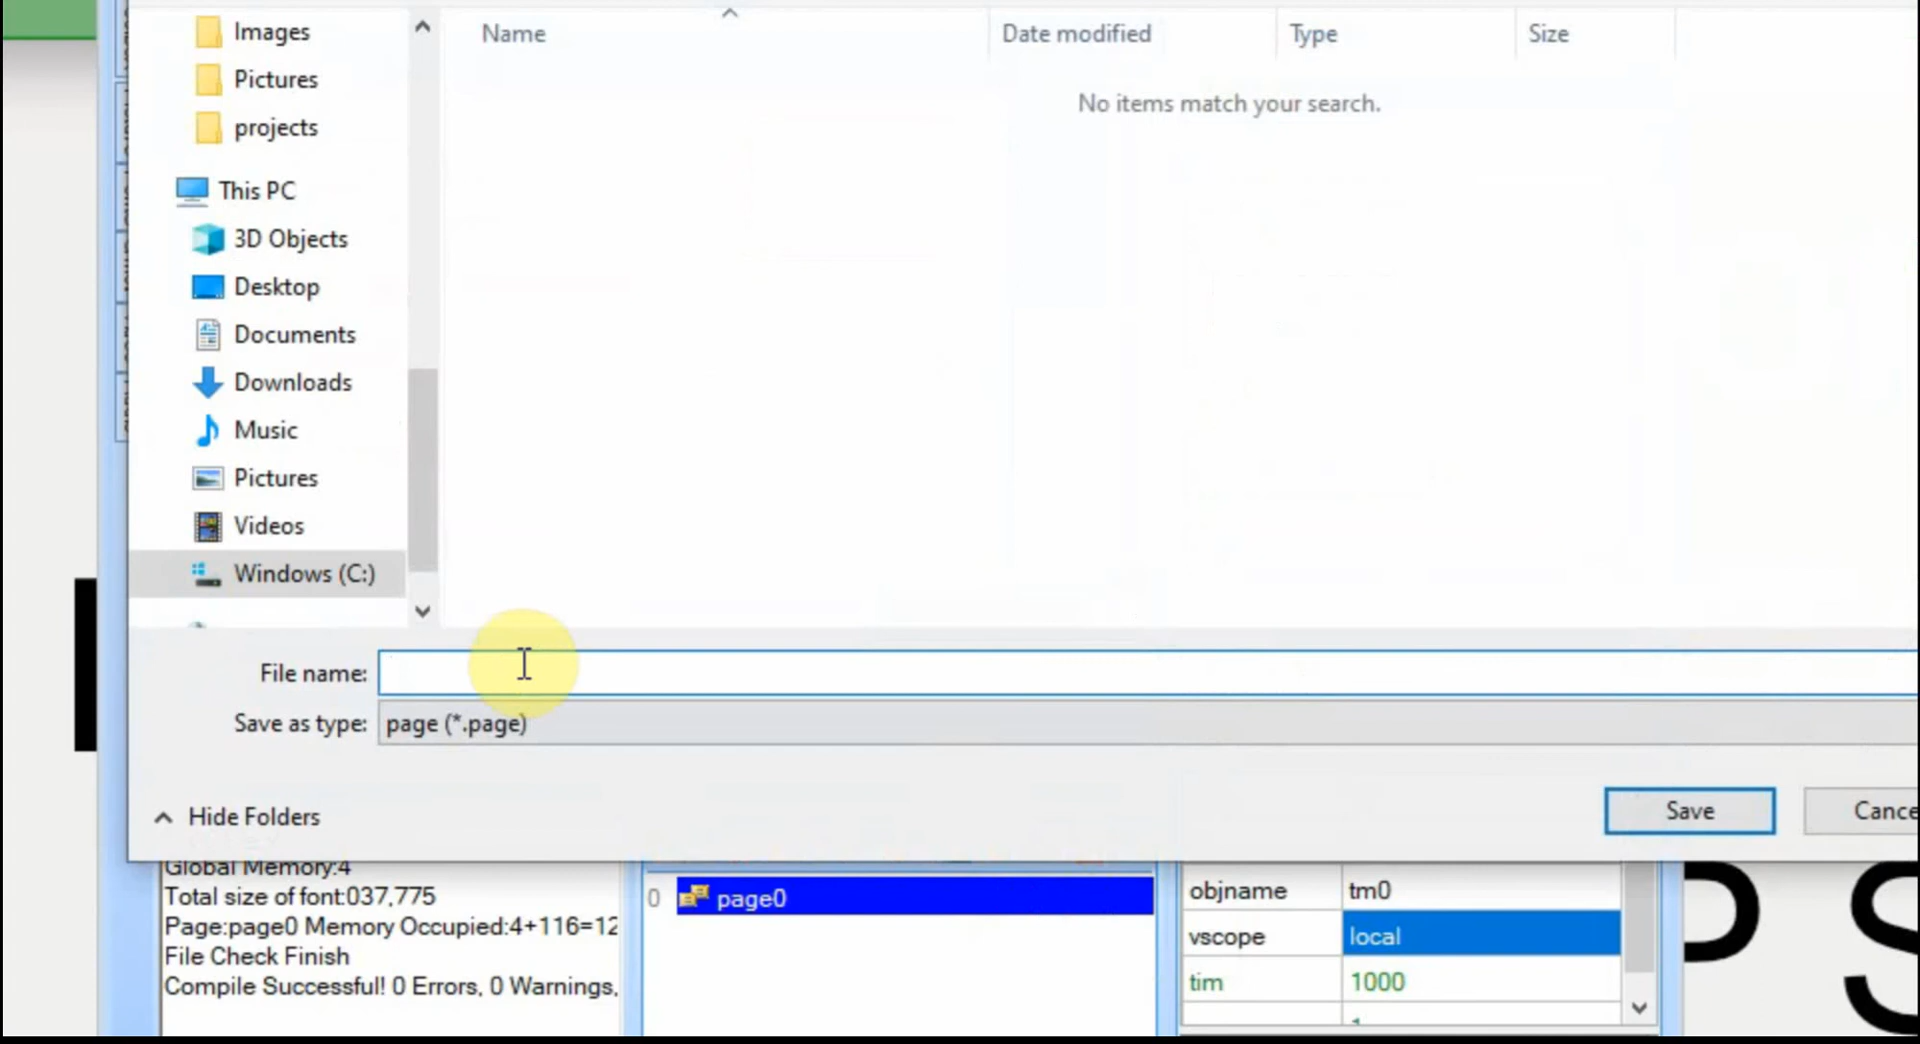 Images
Pictures
projects
This PC
3D Objects
Desktop
Documents
Downloads
Music
Pictures
Videos
Windows (C:)
Name
Date modified
Type
Size
No items match your search.
File name:
Save as type: page (*.page)
Hide Folders
Save
Cance
Global Memory:4
Total size of font:037,775
Page:page0 Memory Occupied:4+116=12
File Check Finish
Compile Successful! 0 Errors, 0 Warnings,
0 page0
objname tm0
vscope local
tim 1000
P S